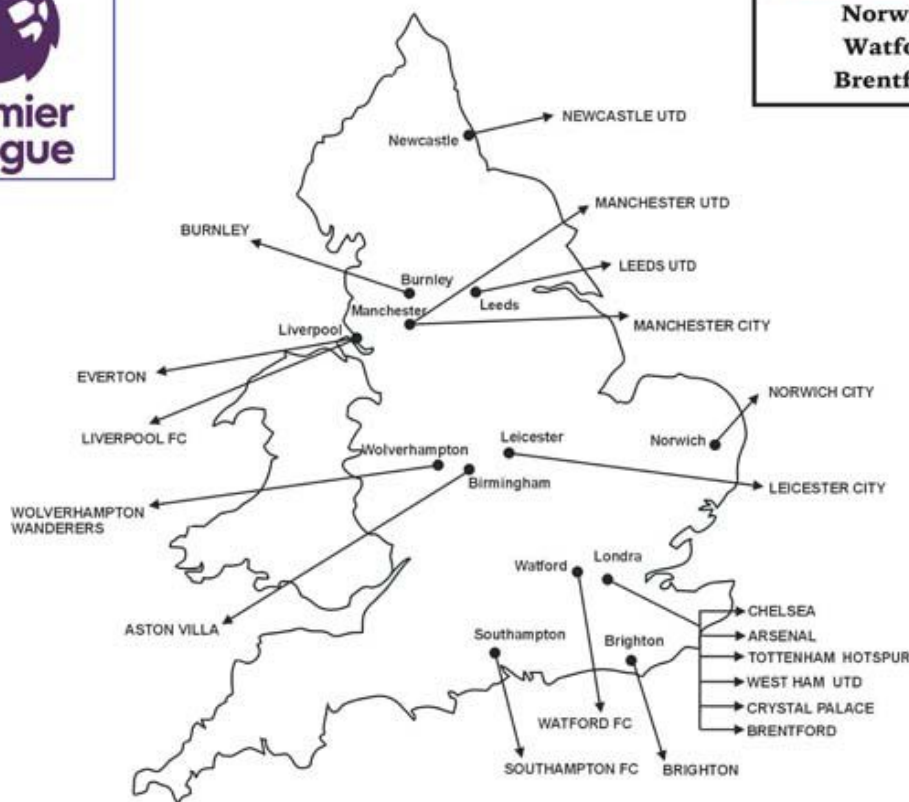 mier
gue
Norw
Watfo
Brentf
Newcastle
NEWCASTLE UTD
MANCHESTER UTD
BURNLEY
LEEDS UTD
Burnley
Leeds
Manchester
MANCHESTER CITY
Liverpool
EVERTON
NORWICH CITY
LIVERPOOL FC
Leicester
Norwich
Wolverhampton
Birmingham
LEICESTER CITY
WOLVERHAMPTON
WANDERERS
Watford
Londra
CHELSEA
ASTON VILLA
Southampton
Brighton
ARSENAL
TOTTENHAM HOTSPUR
WEST HAM UTD
CRYSTAL PALACE
WATFORD FC
BRENTFORD
SOUTHAMPTON FC
BRIGHTON